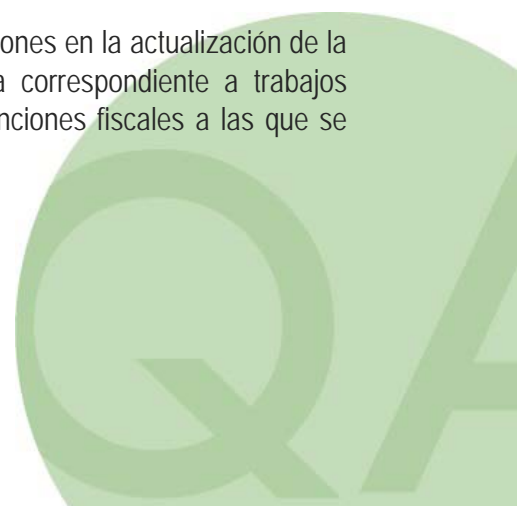 ones en la actualización de la
a correspondiente a trabajos
nciones fiscales a las que se
QA